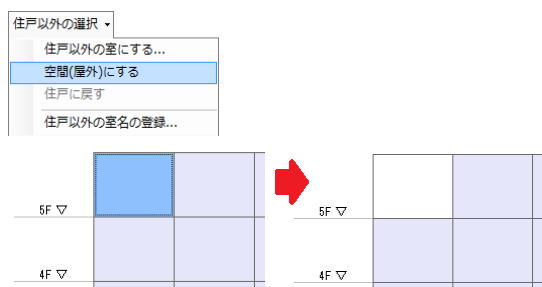 住戸以外の選択 ▾
住戸以外の室にする...
空間(屋外)にする
住戸に戻す
住戸以外の室名の登録...
5F ▽
5F ▽
4F ▽
4F ▽